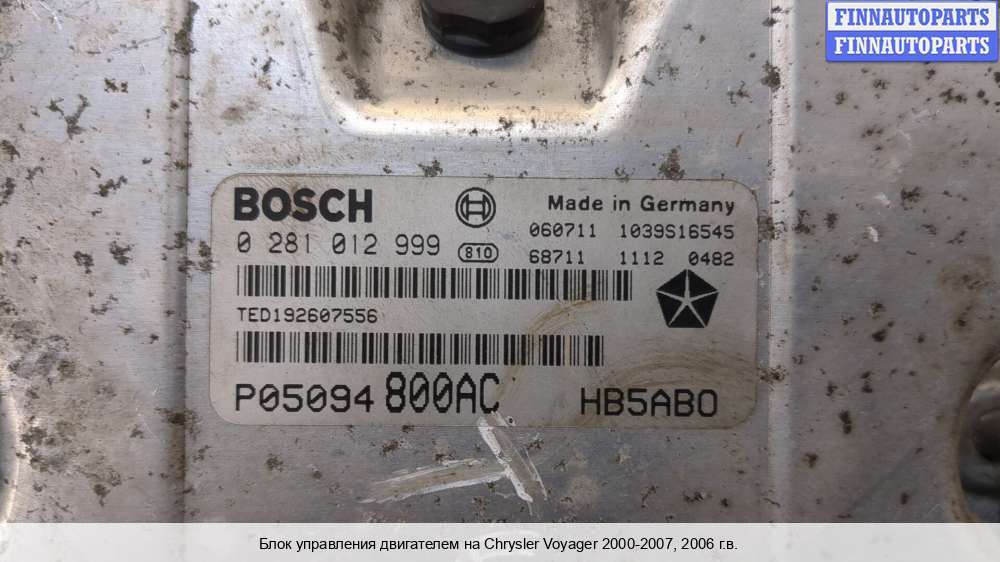 FINNAUTOPARTS
FINNAUTOPARTS
BOSCH
Made in Germany
060711 1039S16545
0 281 012 999
810
68711 1112 0482
TED192607556
P05094 800AC HB5AB0
Блок управления двигателем на Chrysler Voyager 2000-2007, 2006 г.в.